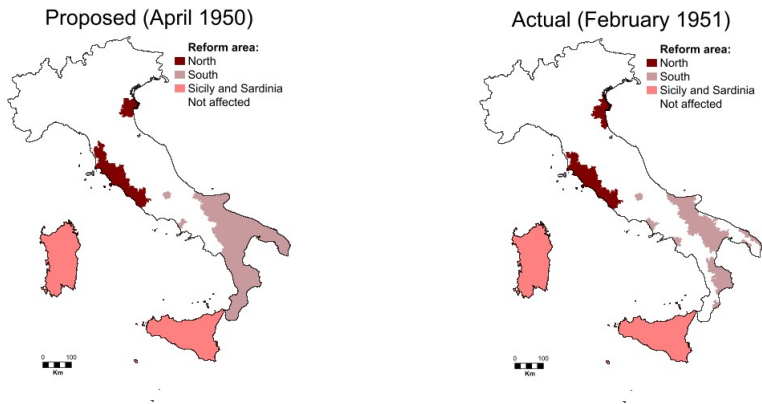 Proposed (April 1950)
Reform area:
North
South
Sicily and Sardinia
Not affected
0 100
Km
Actual (February 1951)
Reform area:
North
South
Sicily and Sardinia
Not affected
0 100
Km